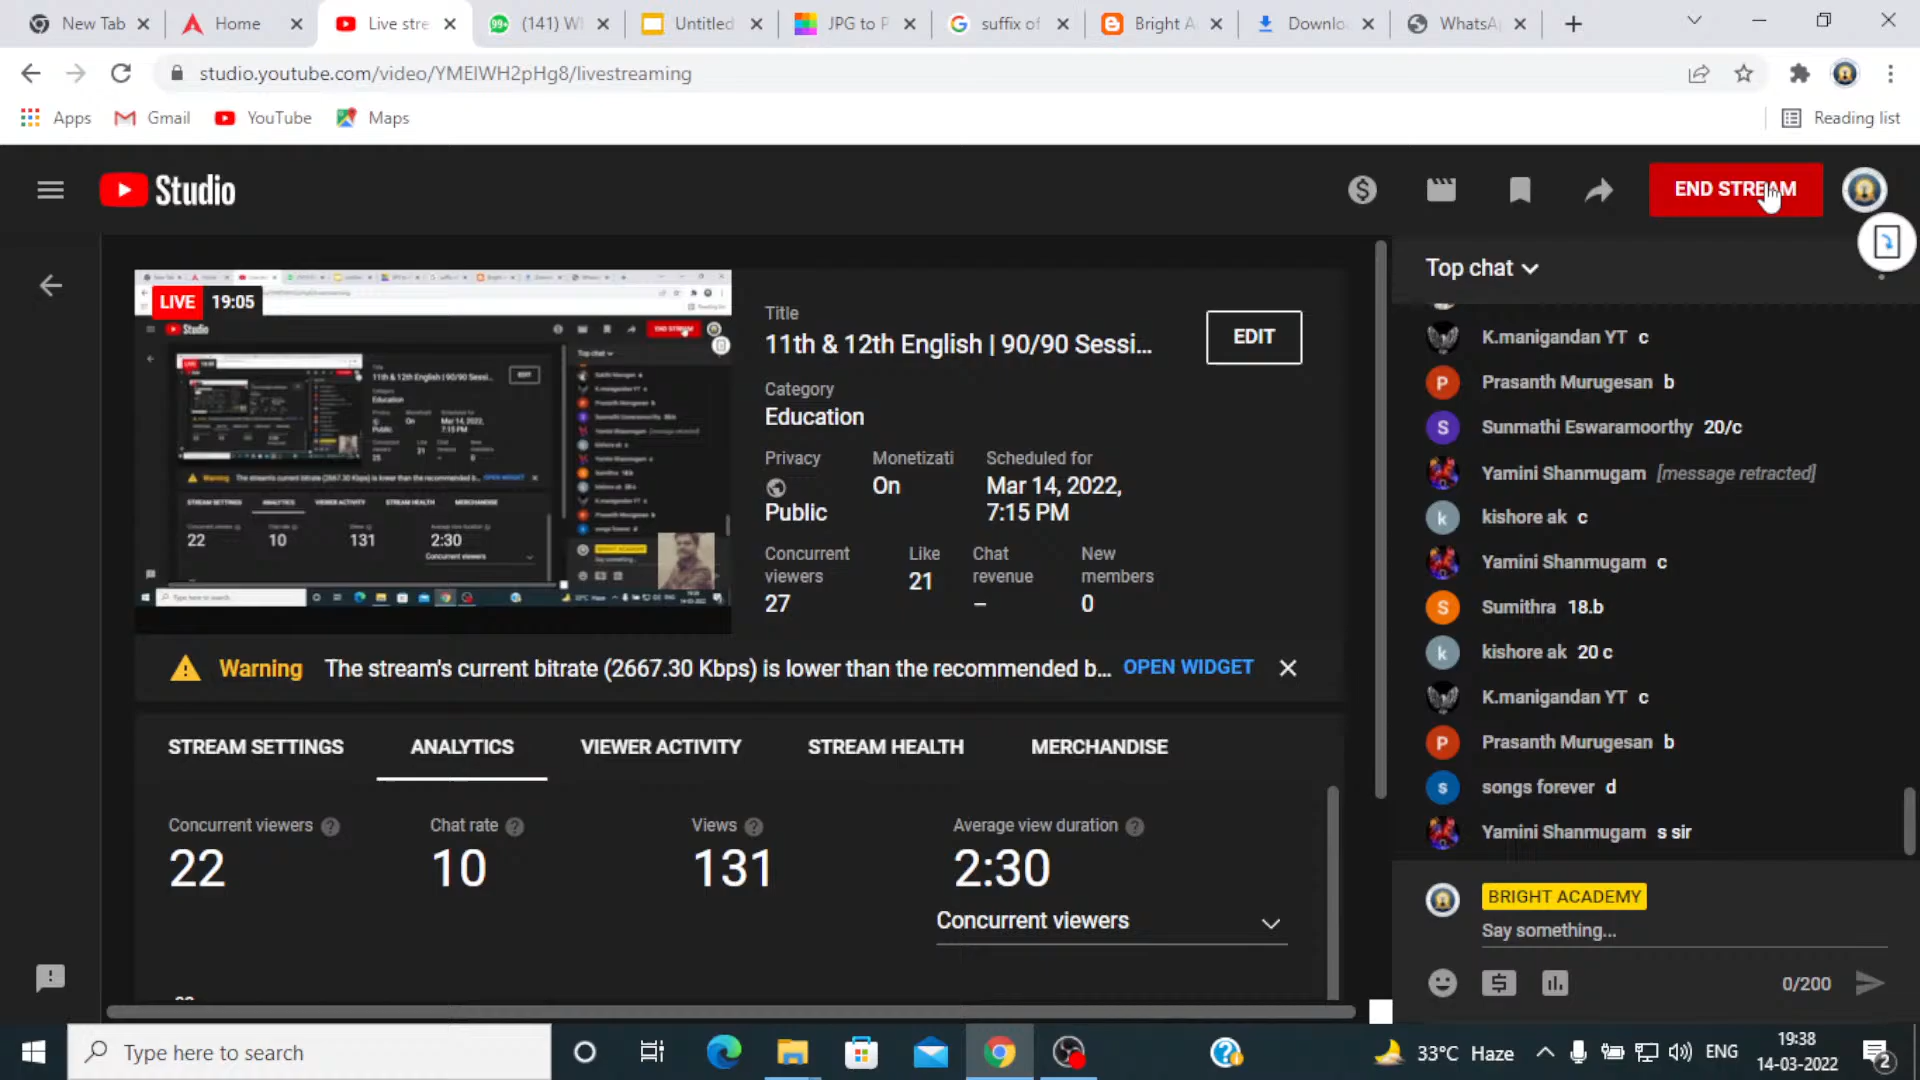 New Tab
Home
Live stre
(141) W
Untitled
JPG to P
suffix of
Bright A
Downlo
WhatsA
studio.youtube.com/video/YMEIWH2pHg8/livestreaming
Apps
Gmail
YouTube
Maps
Reading list
Studio
END STREAM
LIVE 19:05
Title
11th & 12th English | 90/90 Sessi...
EDIT
Category
Education
Privacy
Public
Monetizati
On
Scheduled for
Mar 14, 2022,
7:15 PM
Concurrent
viewers
27
Like
21
Chat
revenue
–
New
members
0
Warning The stream's current bitrate (2667.30 Kbps) is lower than the recommended b... OPEN WIDGET
STREAM SETTINGS
ANALYTICS
VIEWER ACTIVITY
STREAM HEALTH
MERCHANDISE
Concurrent viewers
22
Chat rate
10
Views
131
Average view duration
2:30
Concurrent viewers
Top chat
K.manigandan YT c
Prasanth Murugesan b
Sunmathi Eswaramoorthy 20/c
Yamini Shanmugam [message retracted]
kishore ak c
Yamini Shanmugam c
Sumithra 18.b
kishore ak 20 c
K.manigandan YT c
Prasanth Murugesan b
songs forever d
Yamini Shanmugam s sir
BRIGHT ACADEMY
Say something...
0/200
Type here to search
33°C Haze
ENG
19:38
14-03-2022
2